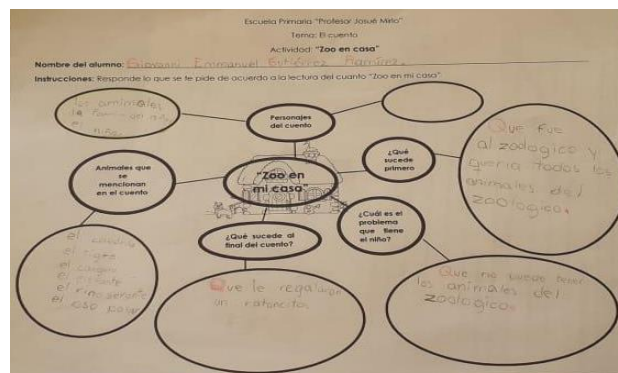 Escuela Primaria "Profesor Josué Mirlo"
Tema: El cuento
Actividad: "Zoo en casa"
Nombre del alumno: Giovanni Emmanuel Ramírez
Instrucciones: Responde lo que se te pide de acuerdo a la lectura del cuento "Zoo en mi casa"
los animales
el niño
Personajes
del cuento
Animales que
se
mencionan
en el cuento
"Zoo en
mi casa"
¿Qué
sucede
primero
Que fue
al zoologico y
queria todos los
animales del
zoologico.
el
el tigre
el
el
el rinoseronte
el oso polar
¿Qué sucede al
final del cuento?
Que le regalaron
un ratoncito
¿Cuál es el
problema
que tiene
el niño?
Que no puede tener
los animales del
zoologico.